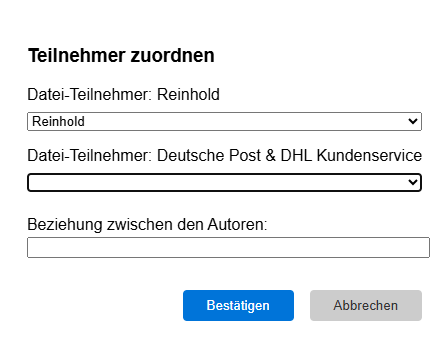 Teilnehmer zuordnen
Datei-Teilnehmer: Reinhold
Reinhold
Datei-Teilnehmer: Deutsche Post & DHL Kundenservice
Beziehung zwischen den Autoren:
Bestätigen Abbrechen